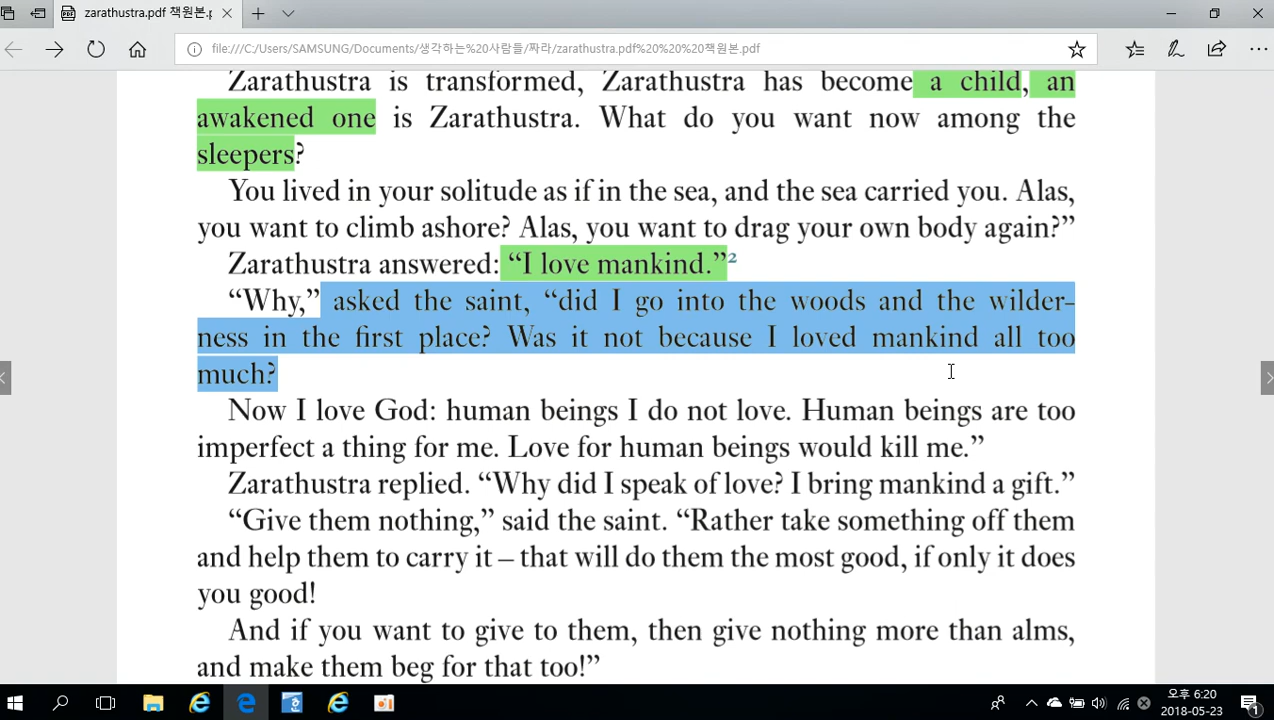 zarathustra.pdf 책원본.p
file:///C:/Users/SAMSUNG/Documents/생각하는%20사람들/짜라/zarathustra.pdf%20%20%20책원본.pdf
Zarathustra is transformed, Zarathustra has become a child, an
awakened one is Zarathustra. What do you want now among the
sleepers?
You lived in your solitude as if in the sea, and the sea carried you. Alas,
you want to climb ashore? Alas, you want to drag your own body again?”
Zarathustra answered: “I love mankind.”2
“Why,” asked the saint, “did I go into the woods and the wilder-
ness in the first place? Was it not because I loved mankind all too
much?
Now I love God: human beings I do not love. Human beings are too
imperfect a thing for me. Love for human beings would kill me.”
Zarathustra replied. “Why did I speak of love? I bring mankind a gift.”
“Give them nothing,” said the saint. “Rather take something off them
and help them to carry it – that will do them the most good, if only it does
you good!
And if you want to give to them, then give nothing more than alms,
and make them beg for that too!”
오후 6:20
2018-05-23
1